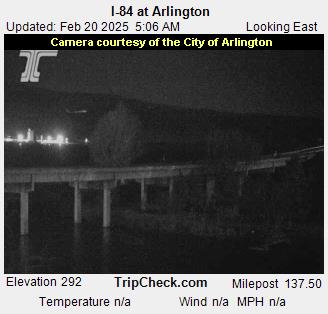 I-84 at Arlington
Updated: Feb 20 2025 5:06 AM Looking East
Camera courtesy of the City of Arlington
Elevation 292 TripCheck.com Milepost 137.50
Temperature n/a Wind n/a MPH n/a